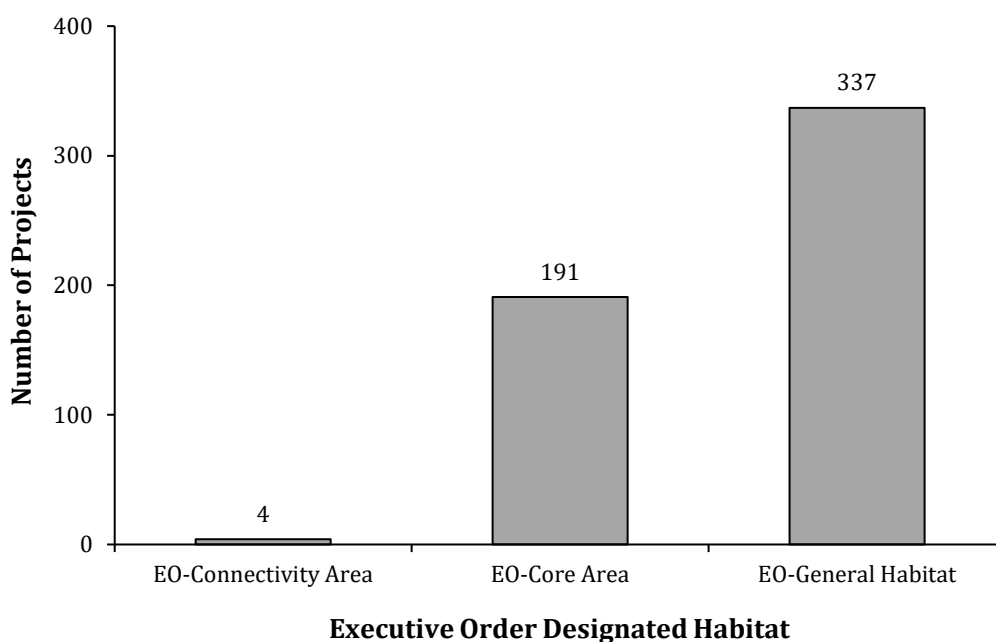 400
337
300
191
200
100
4
0
Number of Projects
EO-Connectivity Area EO-Core Area EO-General Habitat
Executive Order Designated Habitat